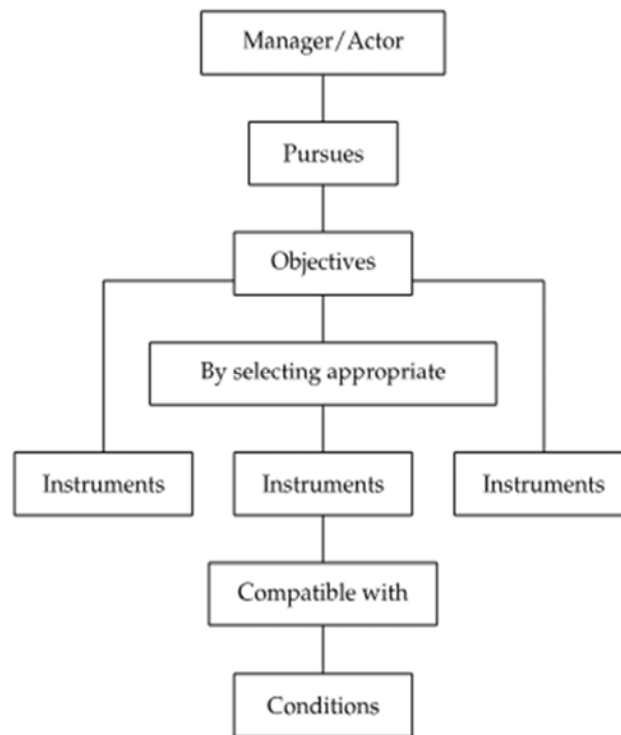 Manager/Actor
Pursues
Objectives
By selecting appropriate
Instruments
Instruments
Instruments
Compatible with
Conditions